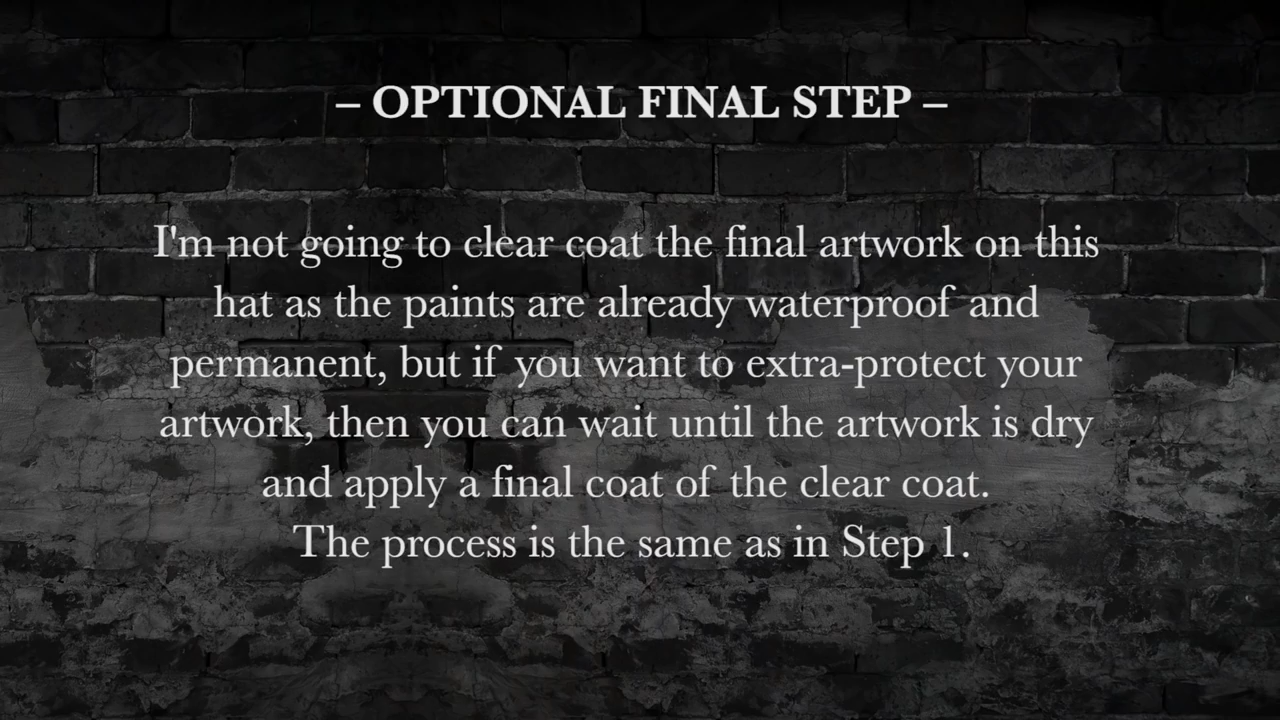 – OPTIONAL FINAL STEP –
I'm not going to clear coat the final artwork on this
hat as the paints are already waterproof and
permanent, but if you want to extra-protect your
artwork, then you can wait until the artwork is dry
and apply a final coat of the clear coat.
The process is the same as in Step 1.